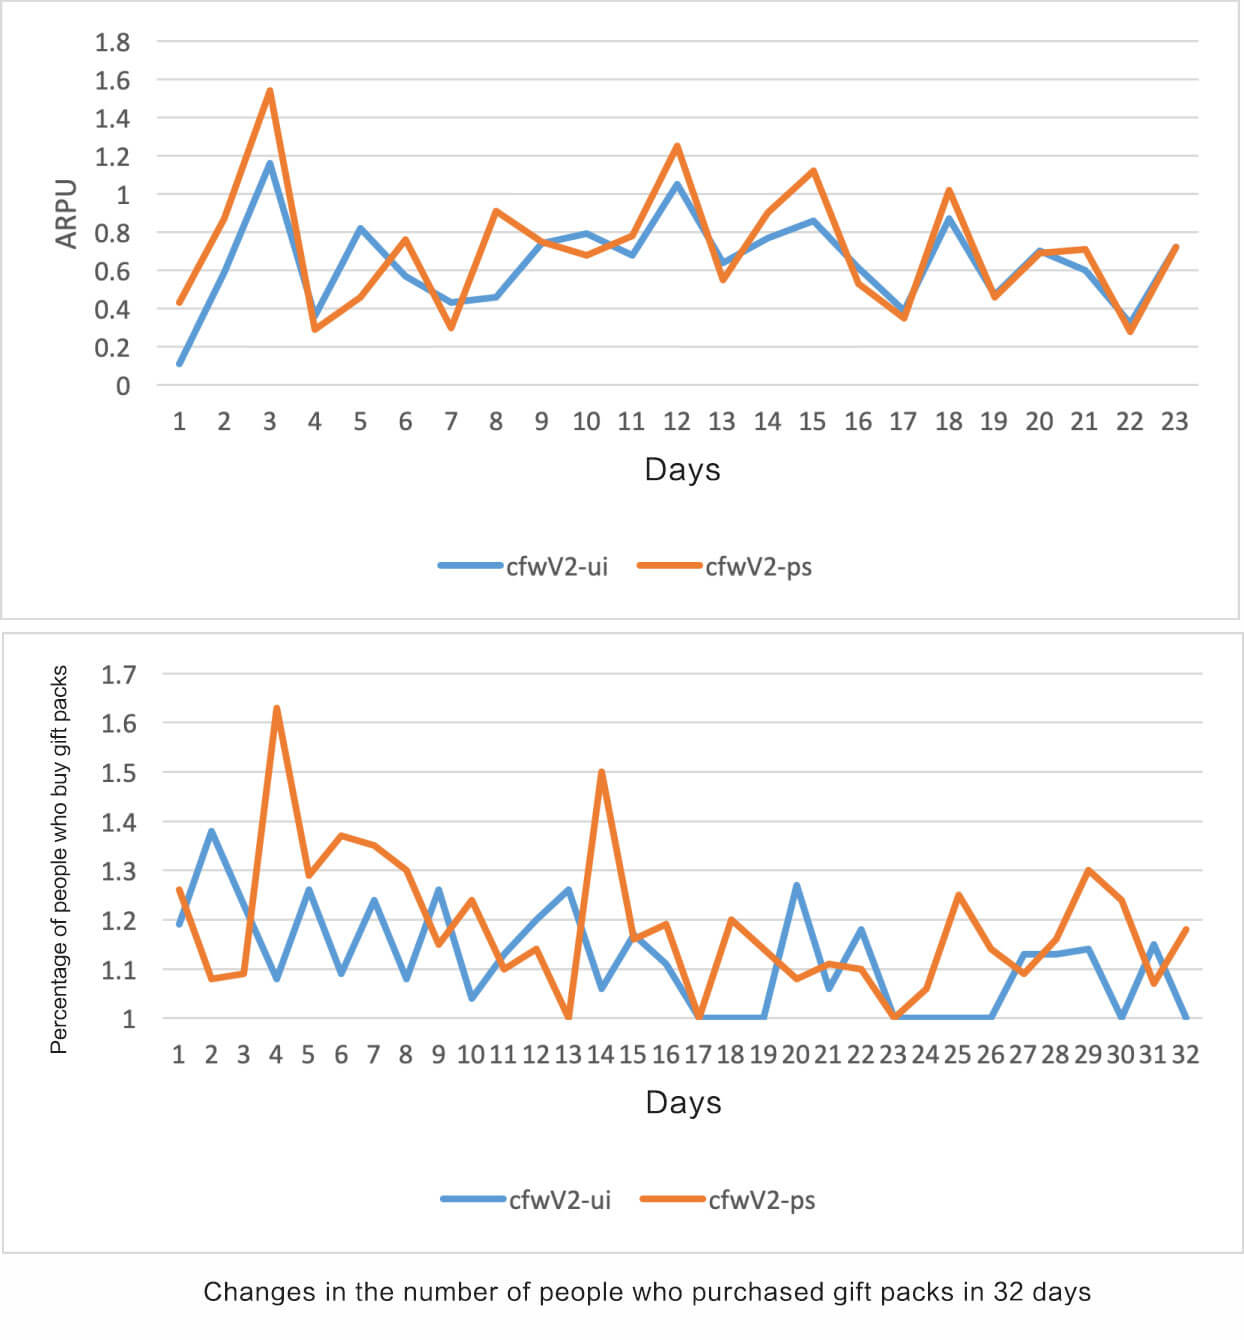 1.8
1.6
1.4
1.2
1
0.8
0.6
0.4
0.2
0
ARPU
1 2 3 4 5 6 7 8 9 10 11 12 13 14 15 16 17 18 19 20 21 22 23
Days
cfwV2-ui cfwV2-ps
Percentage of people who buy gift packs
1.7
1.6
1.5
1.4
1.3
1.2
1.1
1
1 2 3 4 5 6 7 8 9 10 11 12 13 14 15 16 17 18 19 20 21 22 23 24 25 26 27 28 29 30 31 32
Days
cfwV2-ui cfwV2-ps
Changes in the number of people who purchased gift packs in 32 days